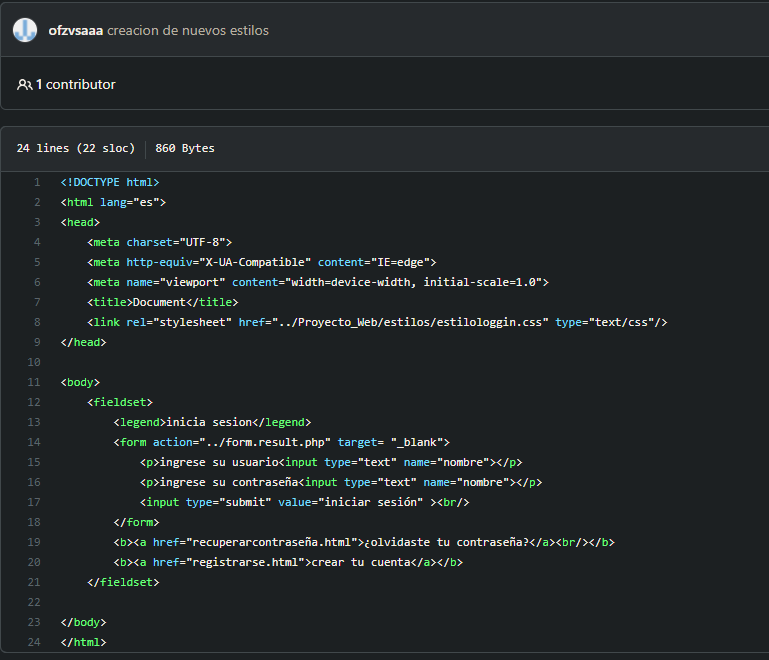 ofzvsaaa creacion de nuevos estilos
1 contributor
24 lines (22 sloc) 860 Bytes
1 <!DOCTYPE html>
2 <html lang="es">
3 <head>
4     <meta charset="UTF-8">
5     <meta http-equiv="X-UA-Compatible" content="IE=edge">
6     <meta name="viewport" content="width=device-width, initial-scale=1.0">
7     <title>Document</title>
8     <link rel="stylesheet" href="../Proyecto_Web/estilos/estilologgin.css" type="text/css"/>
9 </head>
10
11 <body>
12     <fieldset>
13         <legend>inicia sesion</legend>
14         <form action="../form.result.php" target= "_blank">
15             <p>ingrese su usuario<input type="text" name="nombre"></p>
16             <p>ingrese su contraseña<input type="text" name="nombre"></p>
17             <input type="submit" value="iniciar sesión" ><br/>
18         </form>
19         <b><a href="recuperarcontraseña.html">¿olvidaste tu contraseña?</a><br/></b>
20         <b><a href="registrarse.html">crear tu cuenta</a></b>
21     </fieldset>
22
23 </body>
24 </html>